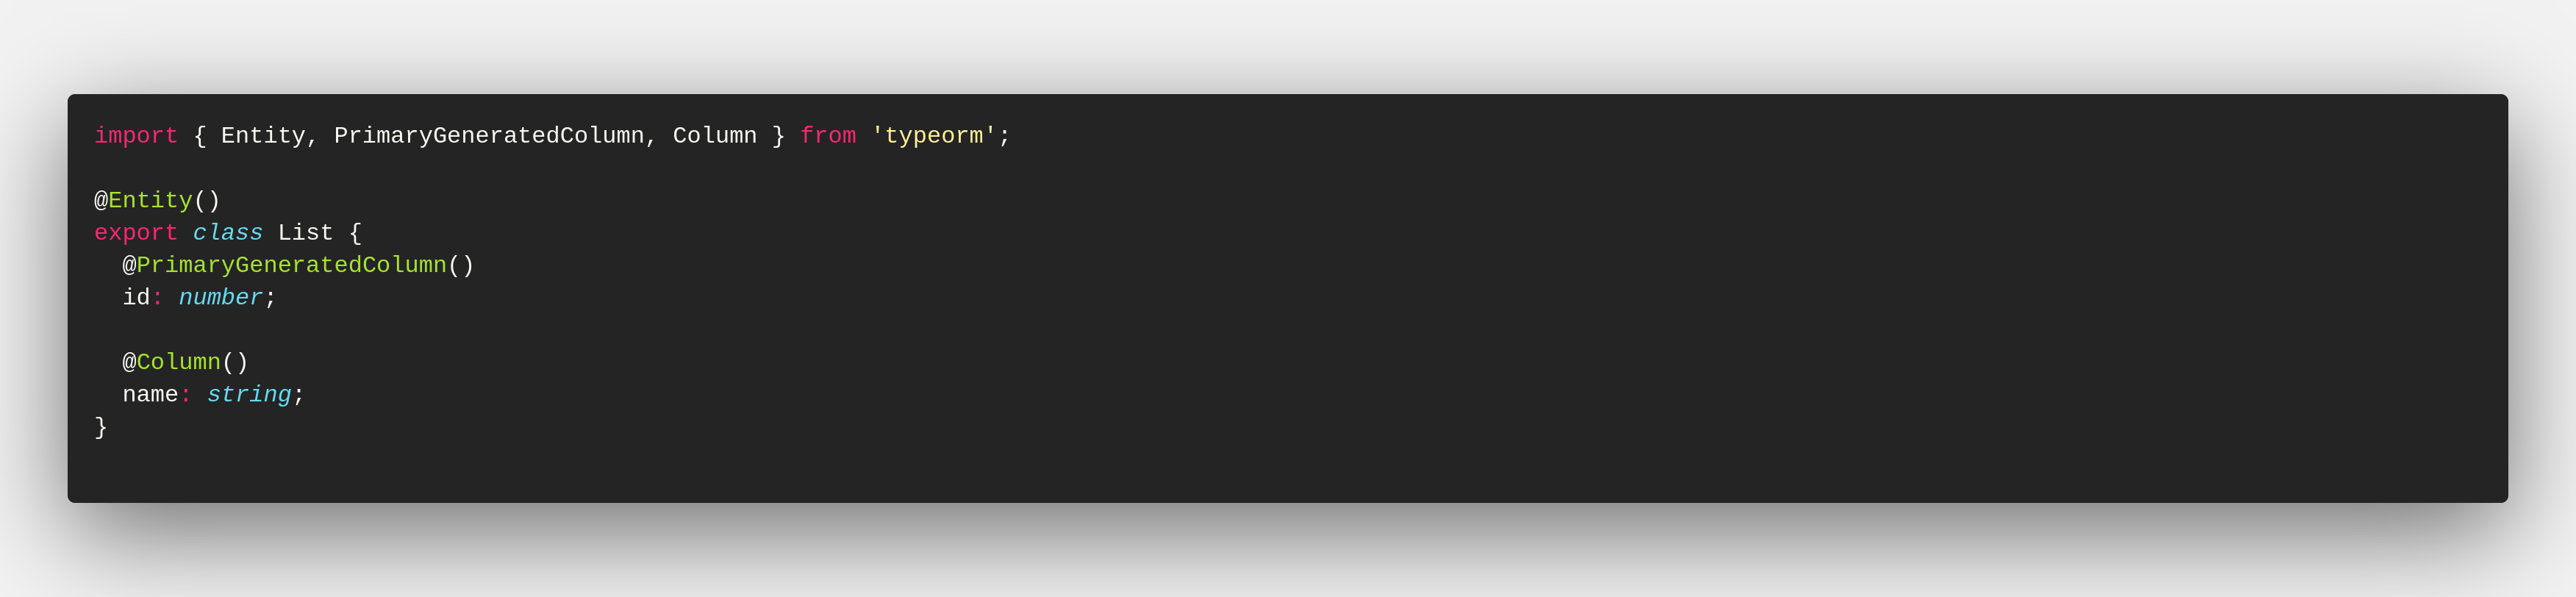 import { Entity, PrimaryGeneratedColumn, Column } from 'typeorm';
@Entity()
export class List {
  @PrimaryGeneratedColumn()
  id: number;
  @Column()
  name: string;
}